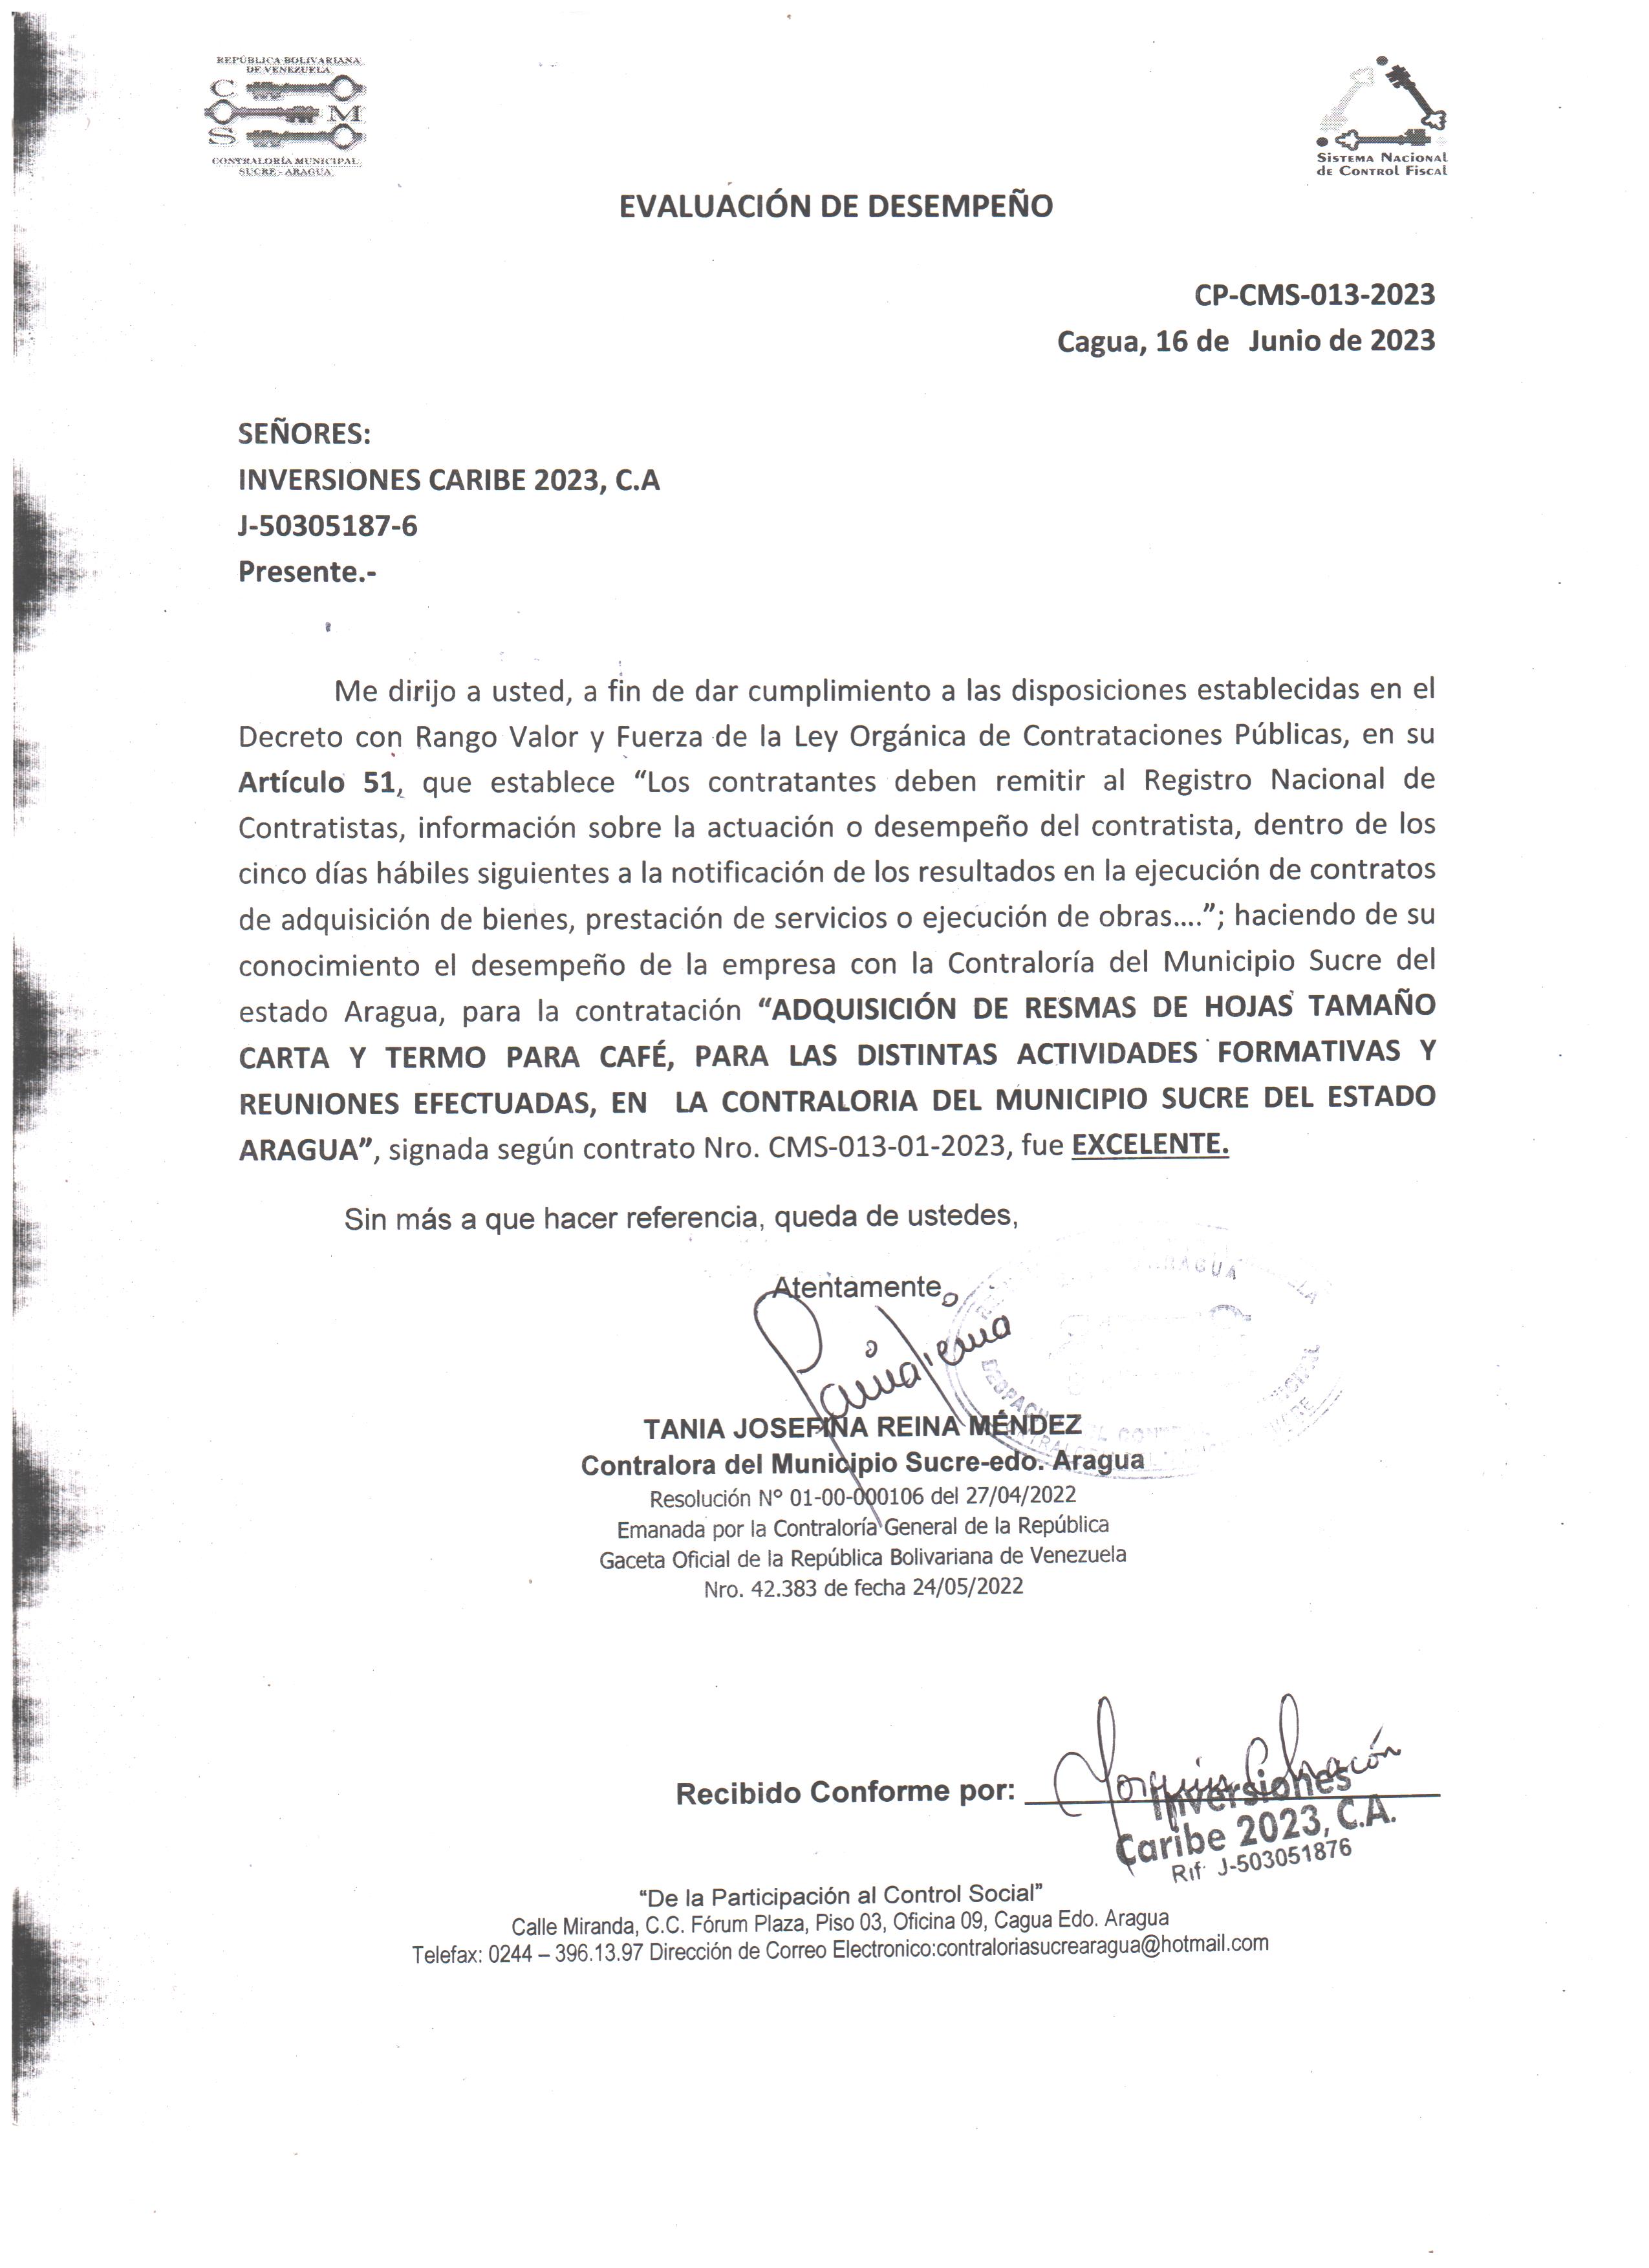 REPÚBLICA BOLIVARIANA
DE VENEZUELA
C
M
S
CONTRALORÍA MUNICIPAL
SUCRE - ARAGUA
Sistema Nacional
de Control Fiscal
EVALUACIÓN DE DESEMPEÑO
CP-CMS-013-2023
Cagua, 16 de Junio de 2023
SEÑORES:
INVERSIONES CARIBE 2023, C.A
J-50305187-6
Presente.-
Me dirijo a usted, a fin de dar cumplimiento a las disposiciones establecidas en el
Decreto con Rango Valor y Fuerza de la Ley Orgánica de Contrataciones Públicas, en su
Artículo 51, que establece “Los contratantes deben remitir al Registro Nacional de
Contratistas, información sobre la actuación o desempeño del contratista, dentro de los
cinco días hábiles siguientes a la notificación de los resultados en la ejecución de contratos
de adquisición de bienes, prestación de servicios o ejecución de obras....”; haciendo de su
conocimiento el desempeño de la empresa con la Contraloría del Municipio Sucre del
estado Aragua, para la contratación “ADQUISICIÓN DE RESMAS DE HOJAS TAMAÑO
CARTA Y TERMO PARA CAFÉ, PARA LAS DISTINTAS ACTIVIDADES FORMATIVAS Y
REUNIONES EFECTUADAS, EN LA CONTRALORIA DEL MUNICIPIO SUCRE DEL ESTADO
ARAGUA”, signada según contrato Nro. CMS-013-01-2023, fue EXCELENTE.
Sin más a que hacer referencia, queda de ustedes,
Atentamente
ARAGUA
TANIA JOSEFINA REINA MÉNDEZ
Contralora del Municipio Sucre-edo. Aragua
Resolución N° 01-00-000106 del 27/04/2022
Emanada por la Contraloría General de la República
Gaceta Oficial de la República Bolivariana de Venezuela
Nro. 42.383 de fecha 24/05/2022
Recibido Conforme por:
Chacón
Inversiones
Caribe 2023, C.A.
Rif: J-503051876
“De la Participación al Control Social”
Calle Miranda, C.C. Fórum Plaza, Piso 03, Oficina 09, Cagua Edo. Aragua
Telefax: 0244 – 396.13.97 Dirección de Correo Electronico:contraloriasucrearagua@hotmail.com